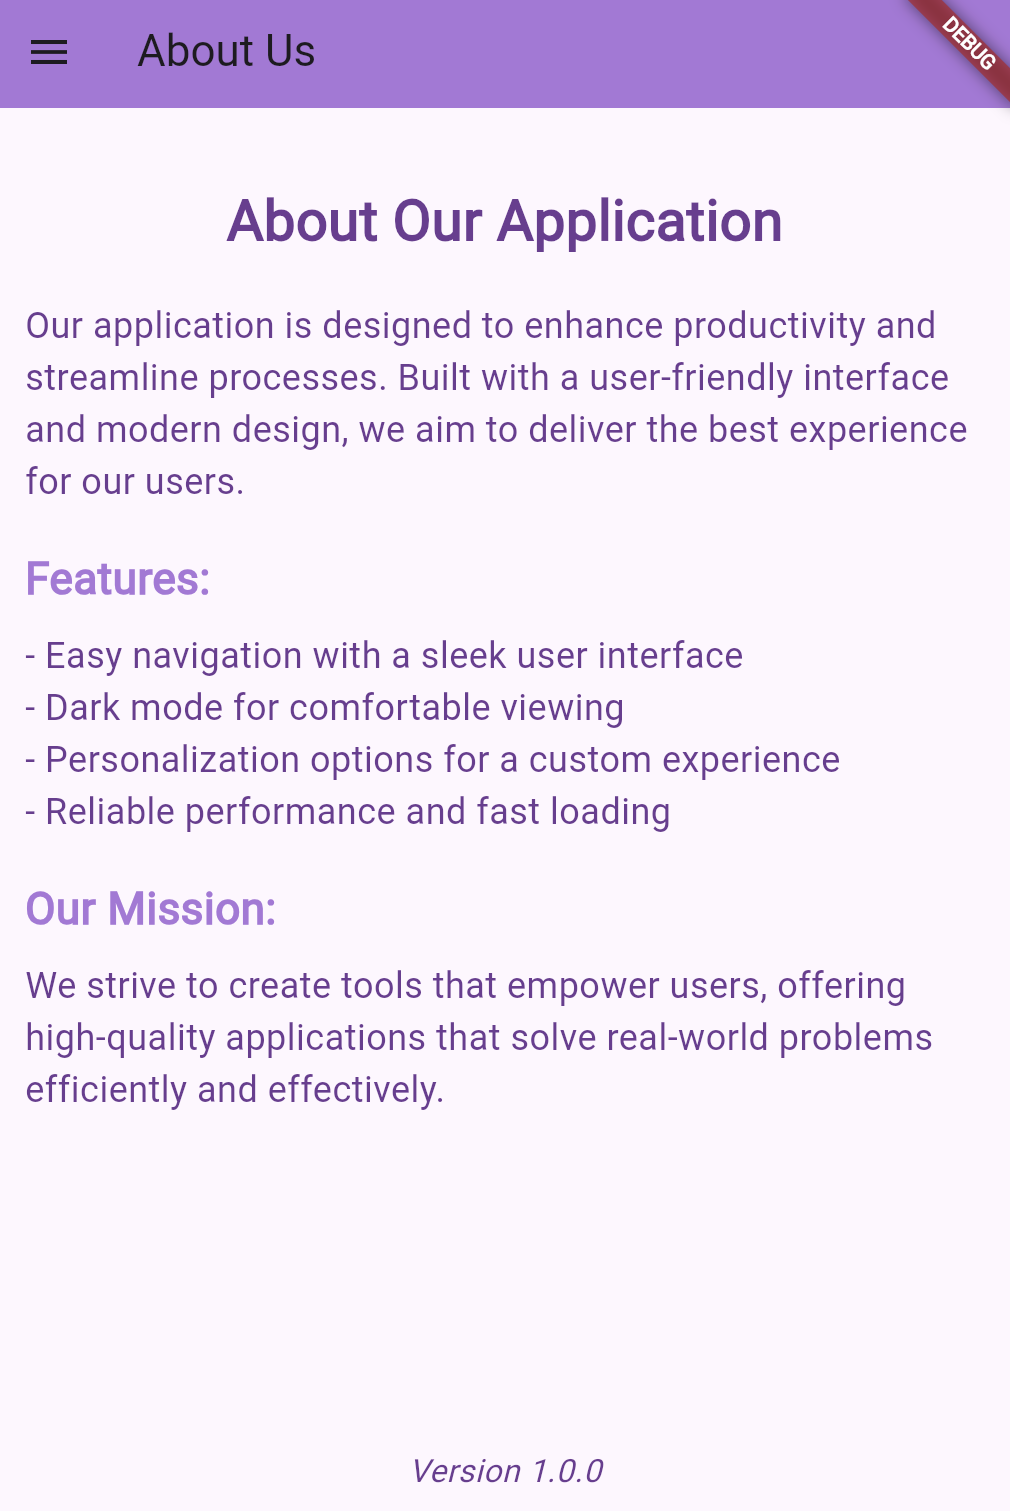 About Us
DEBUG
About Our Application
Our application is designed to enhance productivity and
streamline processes. Built with a user-friendly interface
and modern design, we aim to deliver the best experience
for our users.
Features:
- Easy navigation with a sleek user interface
- Dark mode for comfortable viewing
- Personalization options for a custom experience
- Reliable performance and fast loading
Our Mission:
We strive to create tools that empower users, offering
high-quality applications that solve real-world problems
efficiently and effectively.
Version 1.0.0